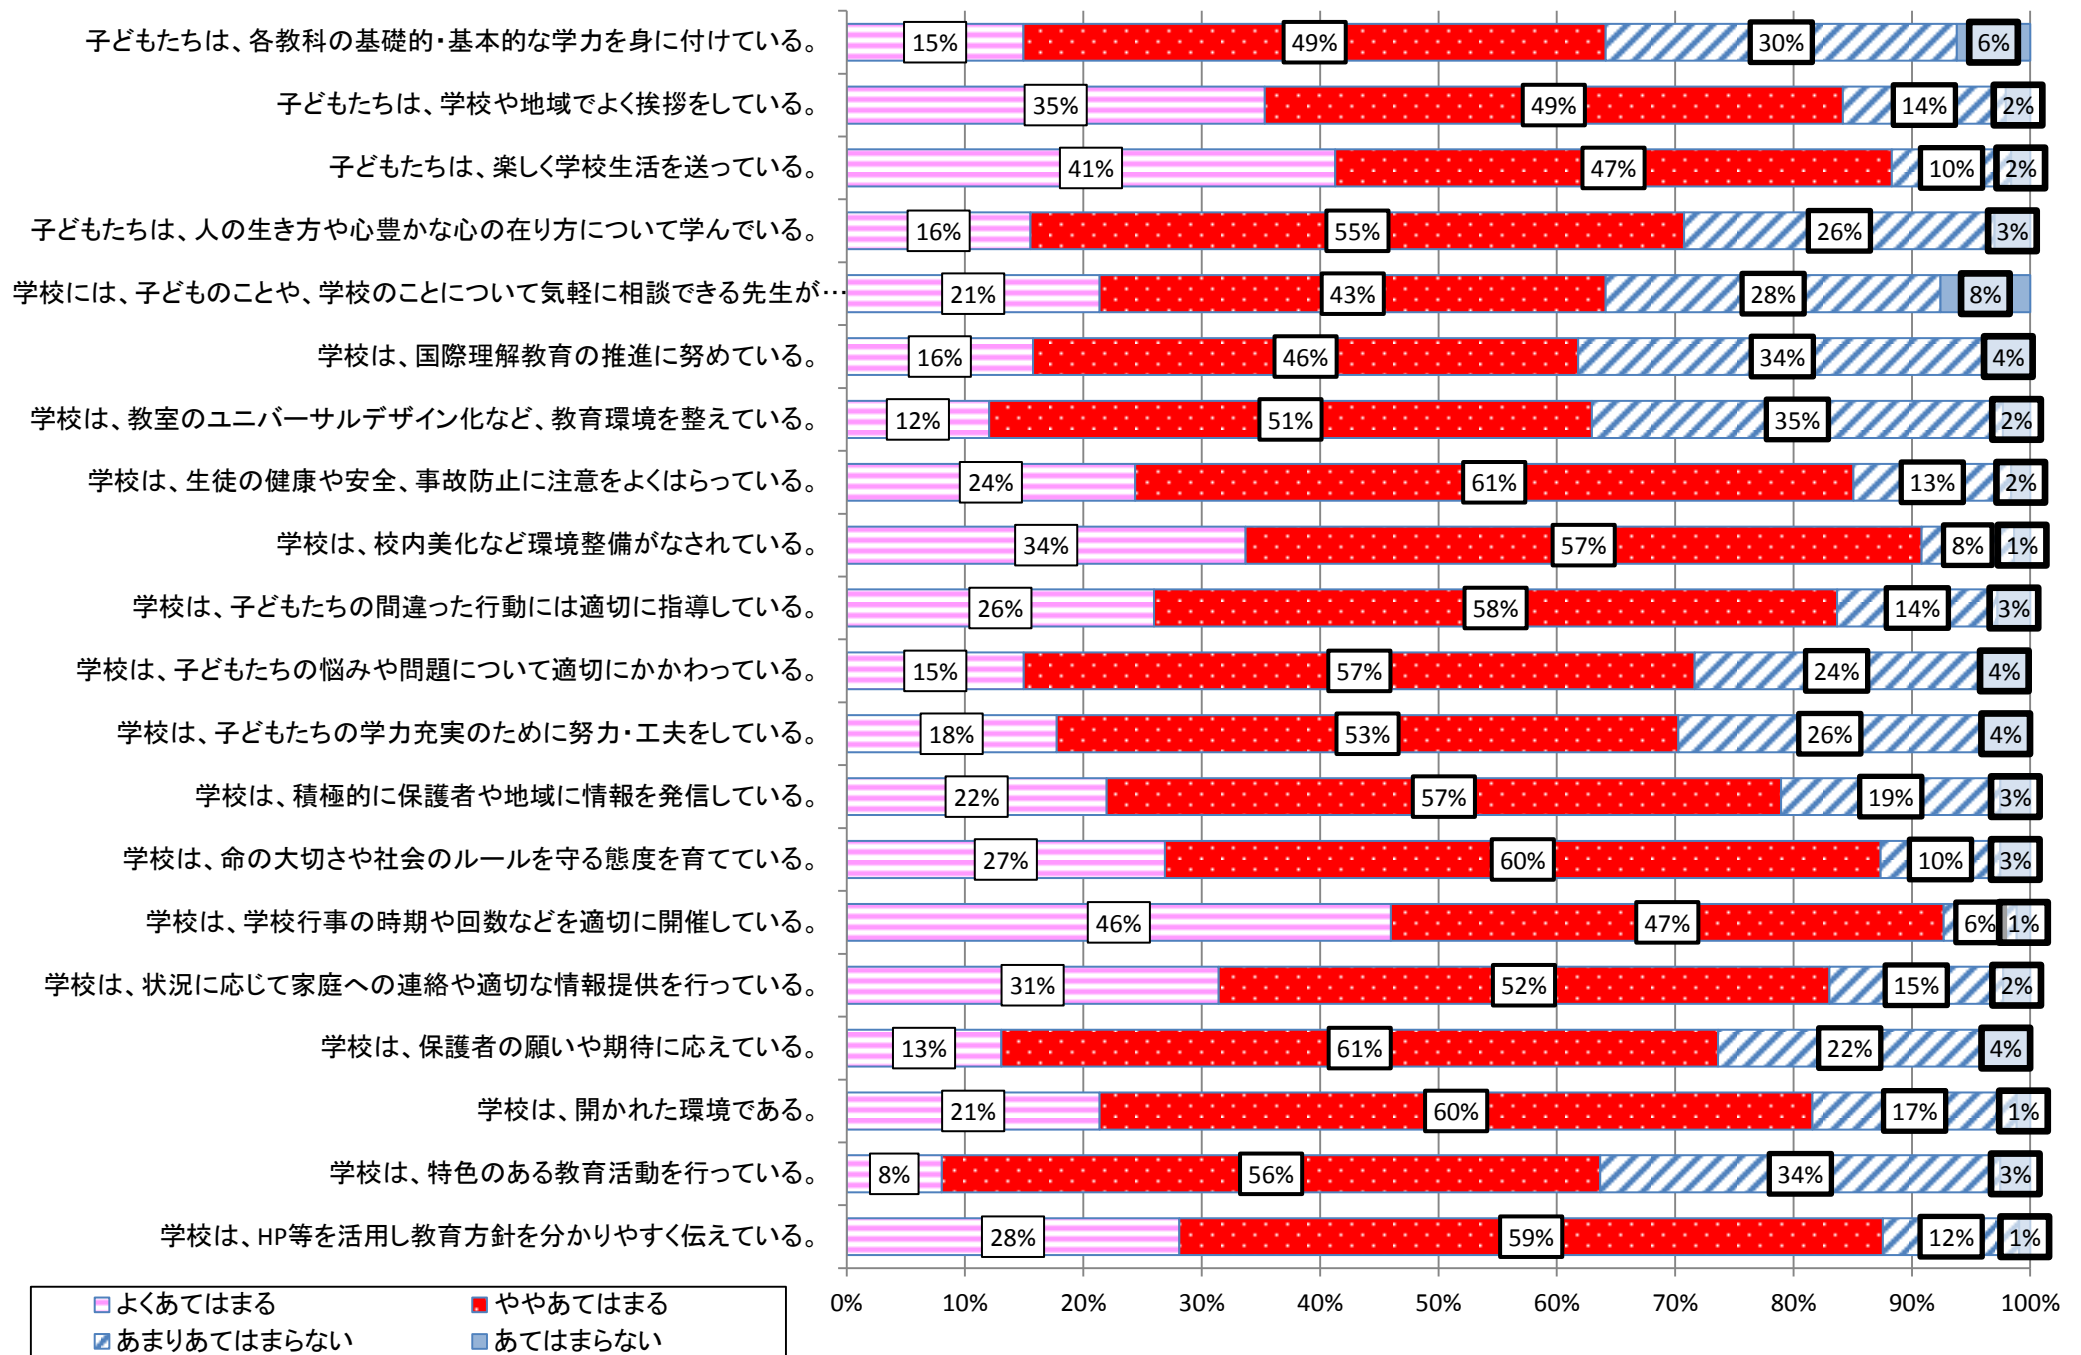 子どもたちは、各教科の基礎的・基本的な学力を身に付けている。 15% 49% 30% 6%
子どもたちは、学校や地域でよく挨拶をしている。 35% 49% 14% 2%
子どもたちは、楽しく学校生活を送っている。 41% 47% 10% 2%
子どもたちは、人の生き方や心豊かな心の在り方について学んでいる。 16% 55% 26% 3%
学校には、子どものことや、学校のことについて気軽に相談できる先生が… 21% 43% 28% 8%
学校は、国際理解教育の推進に努めている。 16% 46% 34% 4%
学校は、教室のユニバーサルデザイン化など、教育環境を整えている。 12% 51% 35% 2%
学校は、生徒の健康や安全、事故防止に注意をよくはらっている。 24% 61% 13% 2%
学校は、校内美化など環境整備がなされている。 34% 57% 8% 1%
学校は、子どもたちの間違った行動には適切に指導している。 26% 58% 14% 3%
学校は、子どもたちの悩みや問題について適切にかかわっている。 15% 57% 24% 4%
学校は、子どもたちの学力充実のために努力・工夫をしている。 18% 53% 26% 4%
学校は、積極的に保護者や地域に情報を発信している。 22% 57% 19% 3%
学校は、命の大切さや社会のルールを守る態度を育てている。 27% 60% 10% 3%
学校は、学校行事の時期や回数などを適切に開催している。 46% 47% 6% 1%
学校は、状況に応じて家庭への連絡や適切な情報提供を行っている。 31% 52% 15% 2%
学校は、保護者の願いや期待に応えている。 13% 61% 22% 4%
学校は、開かれた環境である。 21% 60% 17% 1%
学校は、特色のある教育活動を行っている。 8% 56% 34% 3%
学校は、HP等を活用し教育方針を分かりやすく伝えている。 28% 59% 12% 1%
0% 10% 20% 30% 40% 50% 60% 70% 80% 90% 100%
よくあてはまる ややあてはまる
あまりあてはまらない あてはまらない